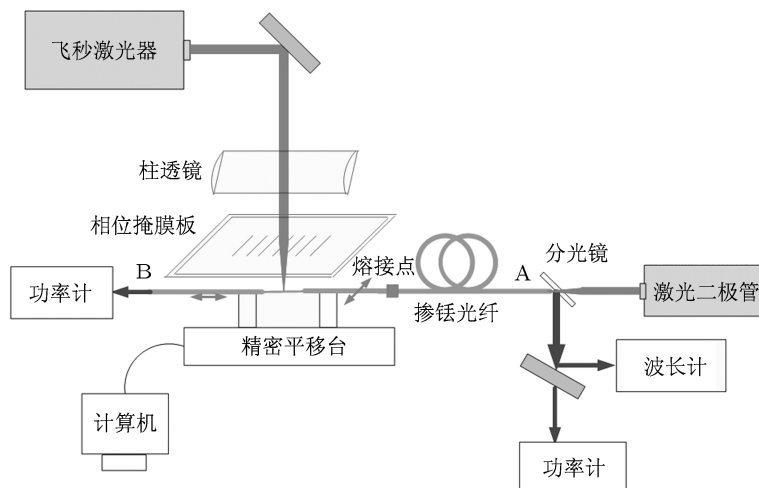 飞秒激光器
柱透镜
相位掩膜板
熔接点
A
分光镜
B
功率计
掺铥光纤
激光二极管
精密平移台
波长计
计算机
功率计